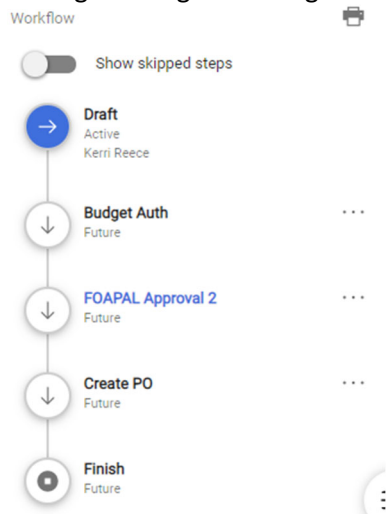 Workflow
Show skipped steps
Draft
Active
Kerri Reece
Budget Auth
Future
FOAPAL Approval 2
Future
Create PO
Future
Finish
Future